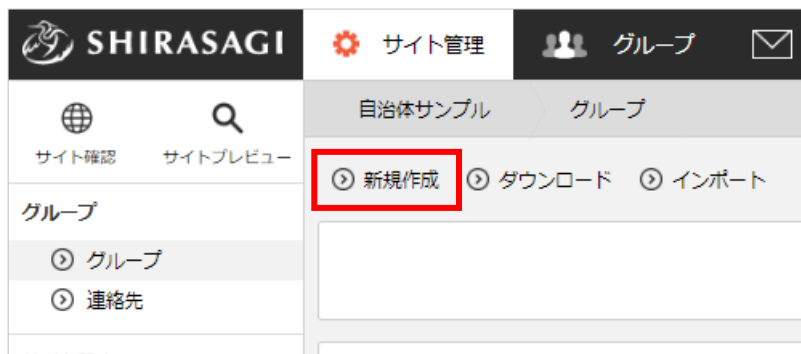 SHIRASAGI
サイト管理
グループ
サイト確認
サイトプレビュー
自治体サンプル
グループ
新規作成
ダウンロード
インポート
グループ
グループ
連絡先